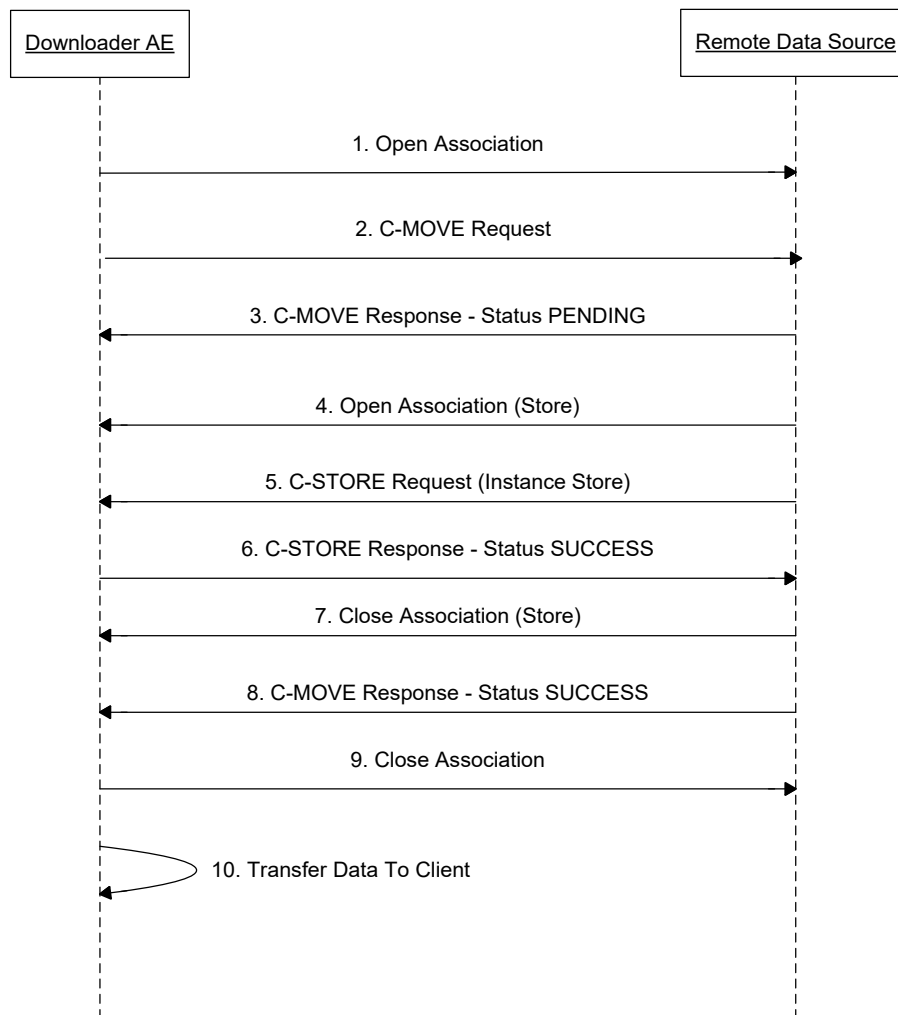 Downloader AE
Remote Data Source
1. Open Association
2. C-MOVE Request
3. C-MOVE Response - Status PENDING
4. Open Association (Store)
5. C-STORE Request (Instance Store)
6. C-STORE Response - Status SUCCESS
7. Close Association (Store)
8. C-MOVE Response - Status SUCCESS
9. Close Association
10. Transfer Data To Client